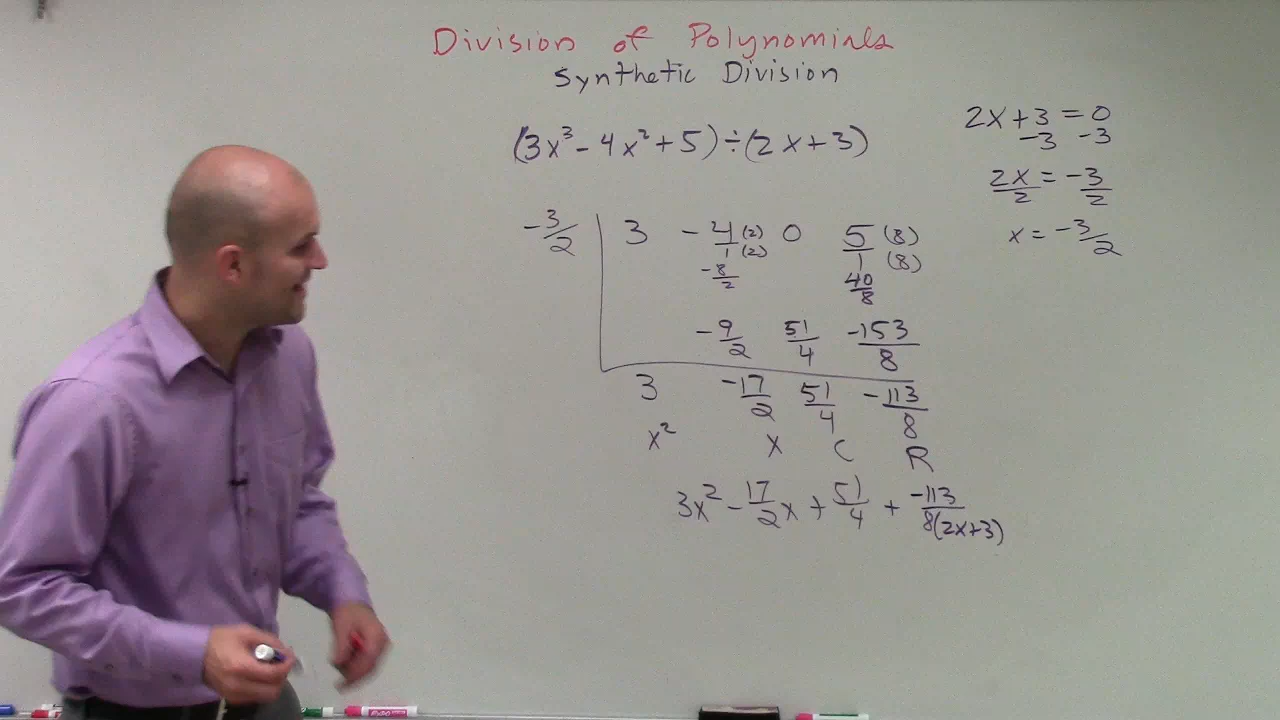 Division of Polynomials
Synthetic Division
(3x³ - 4x² + 5) ÷ (2x + 3)
2x + 3 = 0
-3 -3
2x/2 = -3/2
x = -3/2
-3/2 | 3 -4/1 (2)/(2) 0 5/1 (8)/(8)
-8/2 40/8
-9/2 51/4 -153/8
3 -17/2 51/4 -113/8
x² x C R
3x² - 17/2x + 51/4 + -113/8(2x+3)